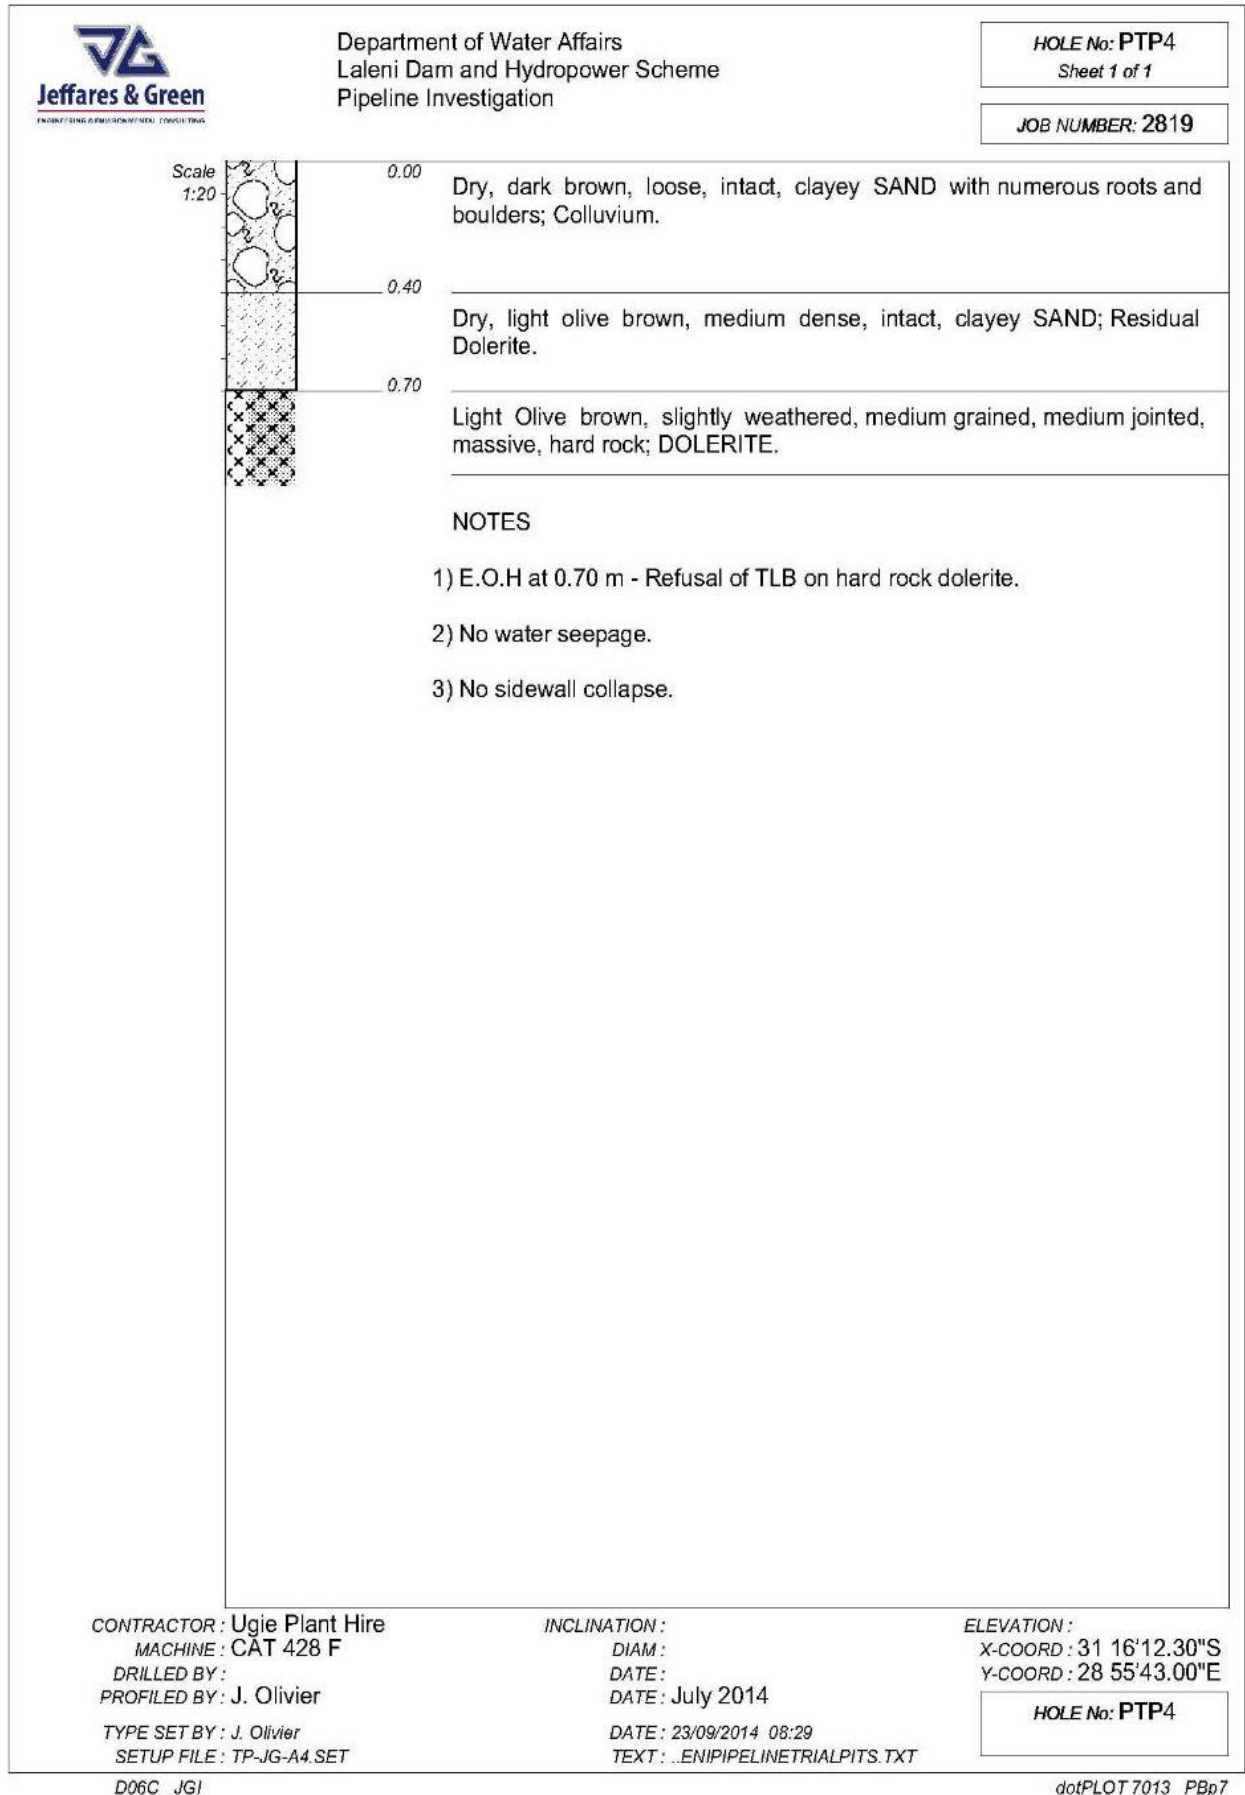 Jeffares & Green
ENGINEERING & ENVIRONMENTAL CONSULTING
Department of Water Affairs
Laleni Dam and Hydropower Scheme
Pipeline Investigation
HOLE No: PTP4
Sheet 1 of 1
JOB NUMBER: 2819
Scale
1:20
0.00
Dry, dark brown, loose, intact, clayey SAND with numerous roots and
boulders; Colluvium.
0.40
Dry, light olive brown, medium dense, intact, clayey SAND; Residual
Dolerite.
0.70
Light Olive brown, slightly weathered, medium grained, medium jointed,
massive, hard rock; DOLERITE.
NOTES
1) E.O.H at 0.70 m - Refusal of TLB on hard rock dolerite.
2) No water seepage.
3) No sidewall collapse.
CONTRACTOR : Ugie Plant Hire
MACHINE : CAT 428 F
DRILLED BY :
PROFILED BY : J. Olivier
TYPE SET BY : J. Olivier
SETUP FILE : TP-JG-A4.SET
INCLINATION :
DIAM :
DATE :
DATE : July 2014
DATE : 23/09/2014 08:29
TEXT : ..ENIPIPELINETRIALPITS.TXT
ELEVATION :
X-COORD : 31 16'12.30"S
Y-COORD : 28 55'43.00"E
HOLE No: PTP4
D06C JGI
dotPLOT 7013 PBp7